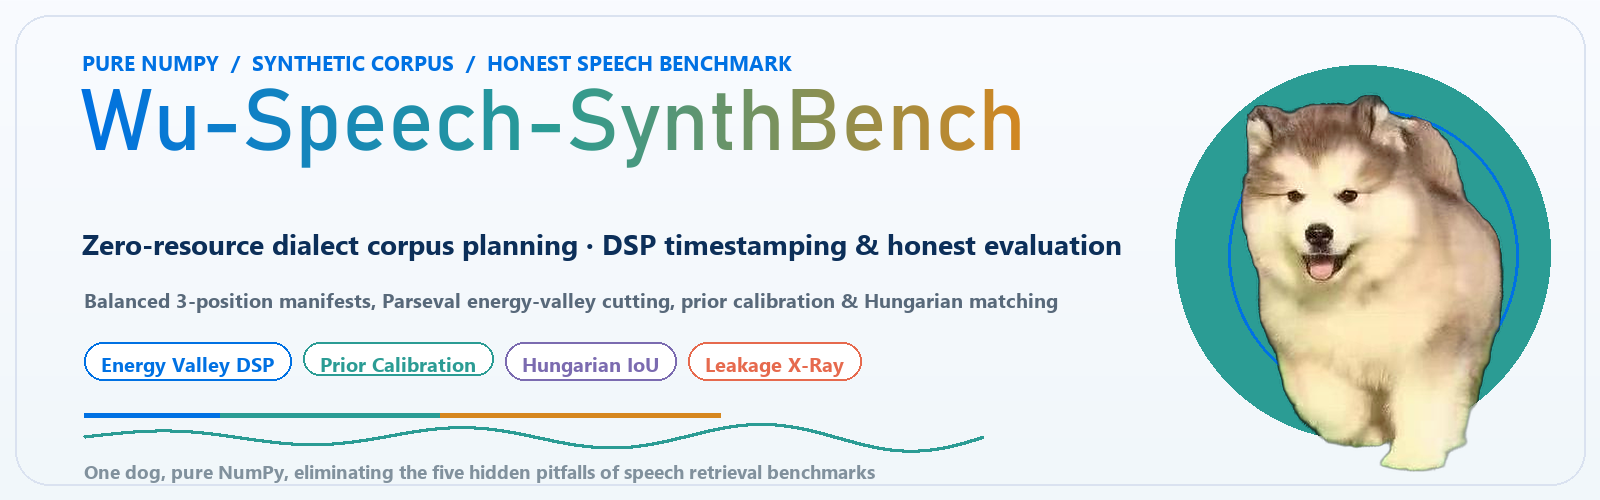 PURE NUMPY / SYNTHETIC CORPUS / HONEST SPEECH BENCHMARK
Wu-Speech-SynthBench
Zero-resource dialect corpus planning · DSP timestamping & honest evaluation
Balanced 3-position manifests, Parseval energy-valley cutting, prior calibration & Hungarian matching
Energy Valley DSP Prior Calibration Hungarian IoU Leakage X-Ray
One dog, pure NumPy, eliminating the five hidden pitfalls of speech retrieval benchmarks